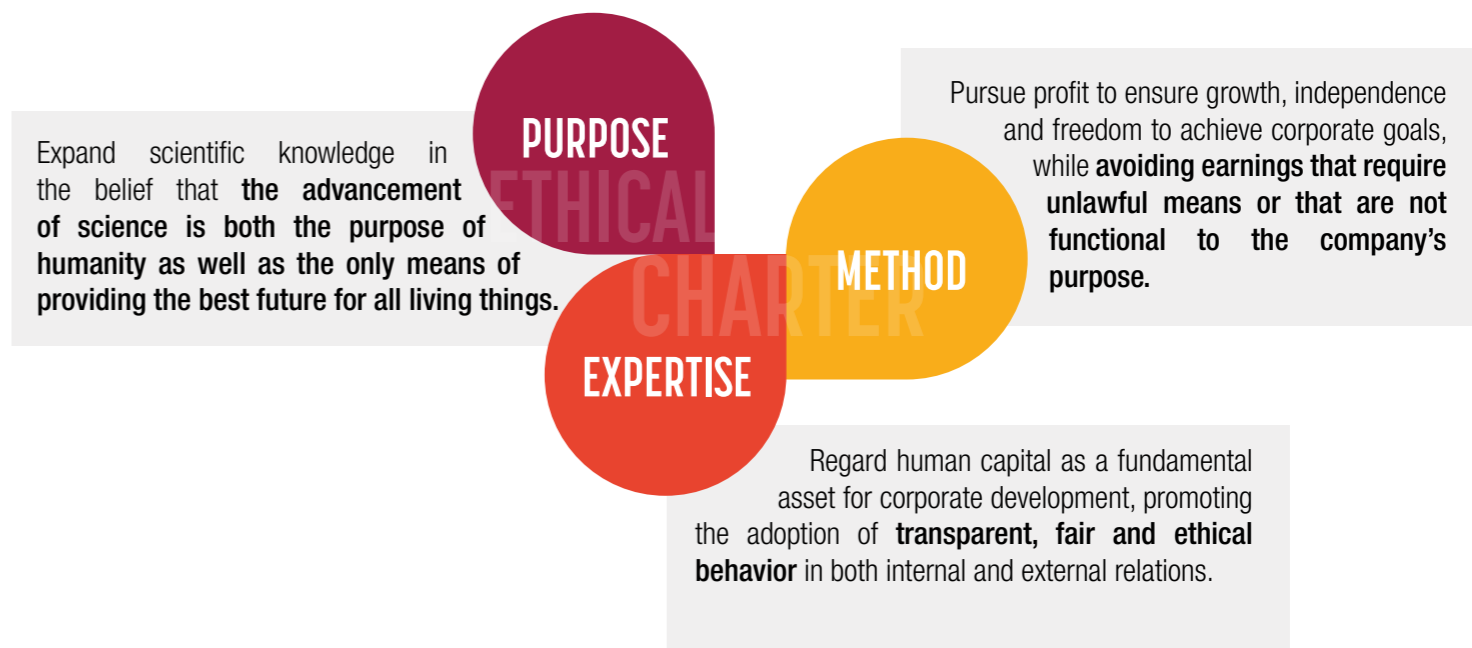 PURPOSE
Expand scientific knowledge in
the belief that the advancement
of science is both the purpose of
humanity as well as the only means of
providing the best future for all living things.
ETHICAL
CHARTER
METHOD
Pursue profit to ensure growth, independence
and freedom to achieve corporate goals,
while avoiding earnings that require
unlawful means or that are not
functional to the company’s
purpose.
EXPERTISE
Regard human capital as a fundamental
asset for corporate development, promoting
the adoption of transparent, fair and ethical
behavior in both internal and external relations.